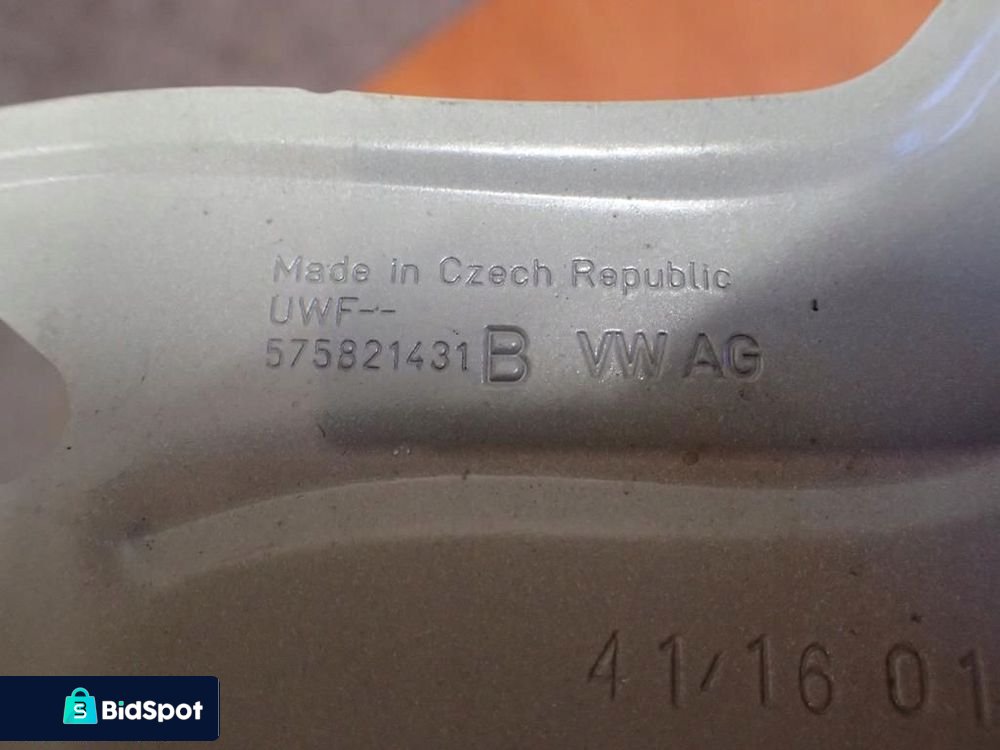 Made in Czech Republic
UWF--
575821431 B VW AG
41/16 01
BidSpot